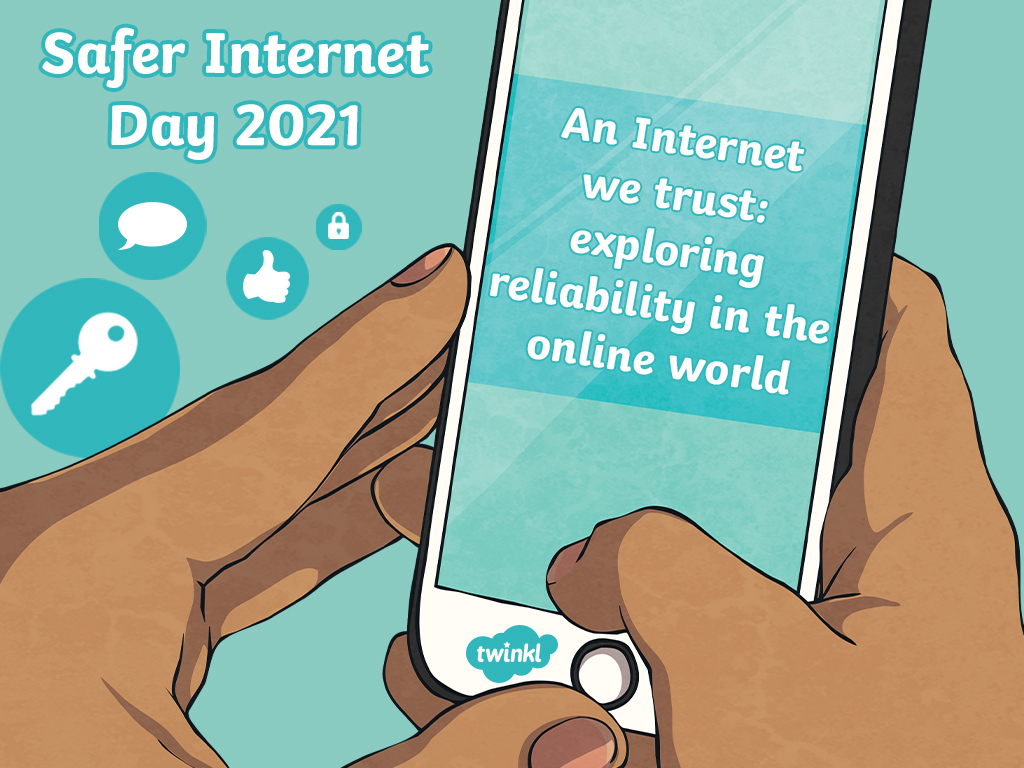 Safer Internet
Day 2021
An Internet
we trust:
exploring
reliability in the
online world
twinkl